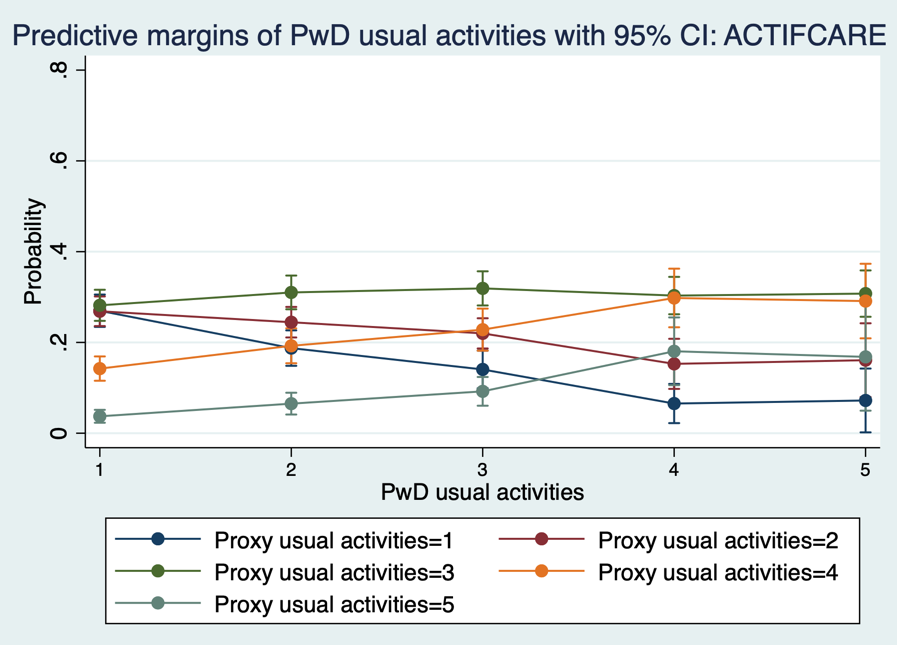 Predictive margins of PwD usual activities with 95% CI: ACTIFCARE
.8
.6
.4
.2
0
Probability
1 2 3 4 5
PwD usual activities
Proxy usual activities=1 Proxy usual activities=2
Proxy usual activities=3 Proxy usual activities=4
Proxy usual activities=5